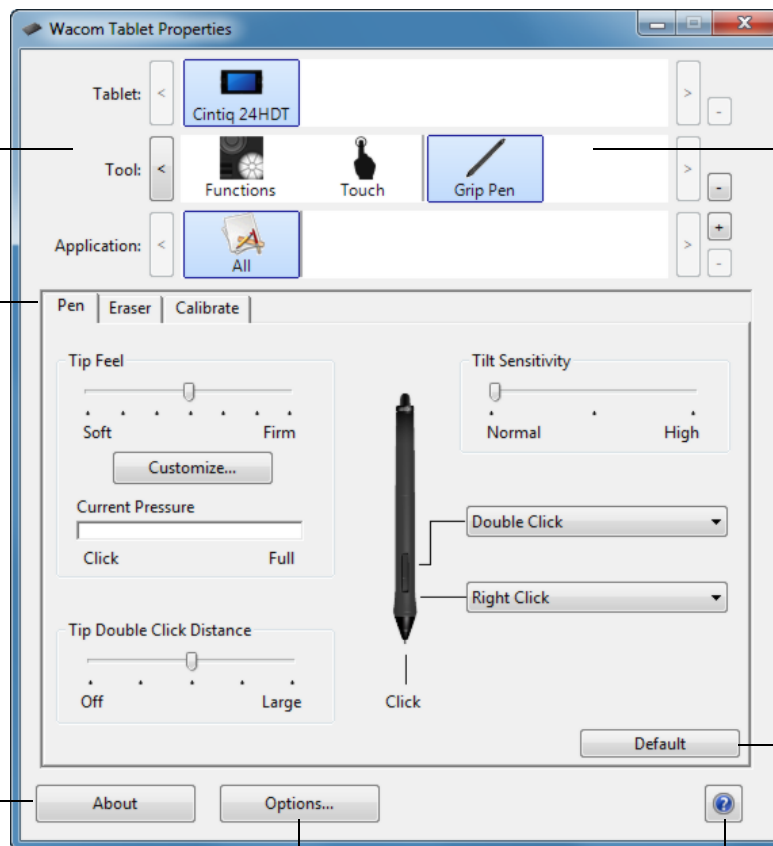 Wacom Tablet Properties
Tablet: < Cintiq 24HDT > -
Tool: < Functions Touch Grip Pen > -
Application: < All > + -
Pen Eraser Calibrate
Tip Feel
Soft Firm
Customize...
Current Pressure
Click Full
Tip Double Click Distance
Off Large
Tilt Sensitivity
Normal High
Double Click
Right Click
Click
Default
About Options... ?